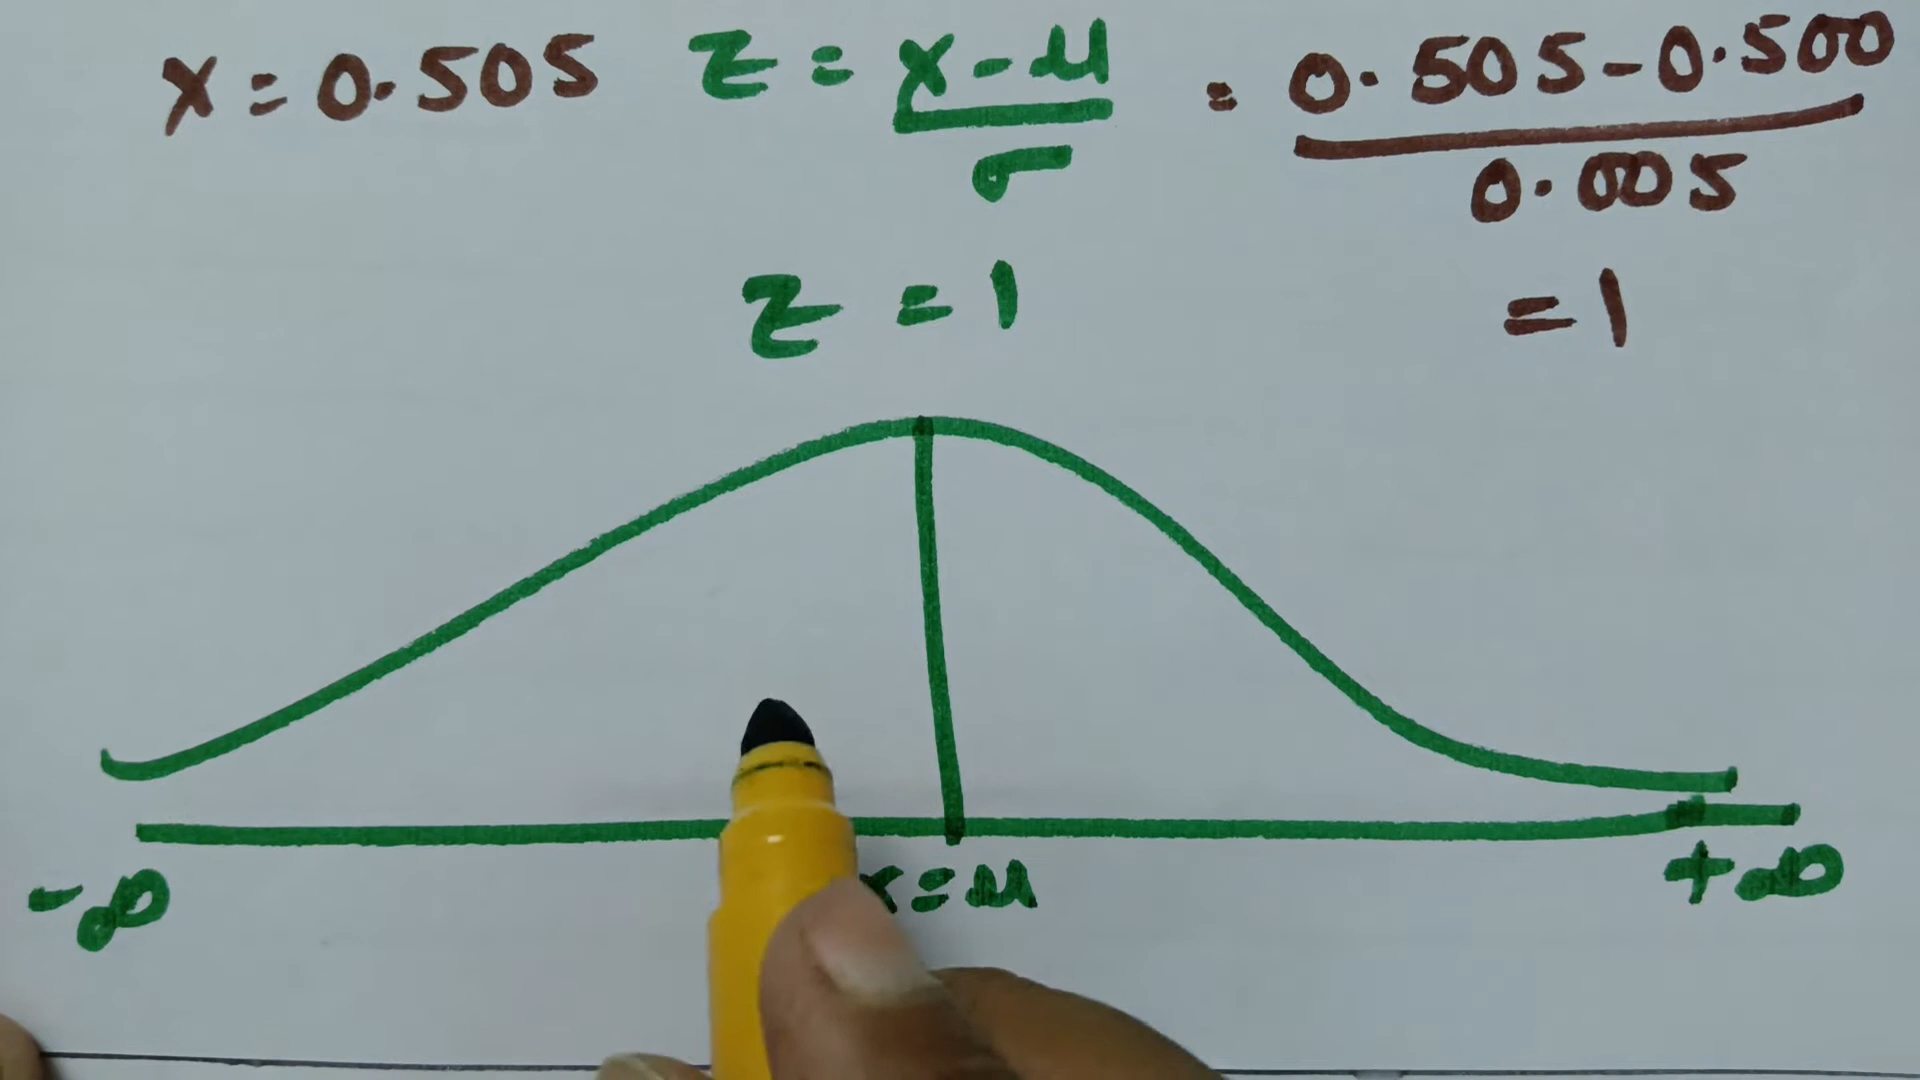 x = 0.505 z = x - μ / σ = 0.505 - 0.500 / 0.005
z = 1 = 1
-∞ x = μ +∞